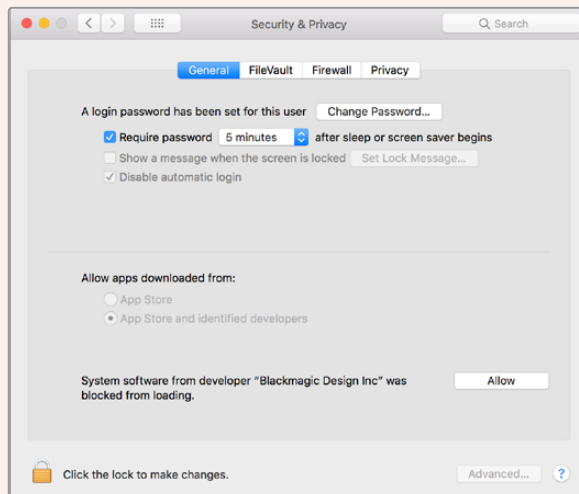 Security & Privacy
Search
General FileVault Firewall Privacy
A login password has been set for this user Change Password...
Require password 5 minutes after sleep or screen saver begins
Show a message when the screen is locked Set Lock Message...
Disable automatic login
Allow apps downloaded from:
App Store
App Store and identified developers
System software from developer “Blackmagic Design Inc” was Allow
blocked from loading.
Click the lock to make changes. Advanced... ?